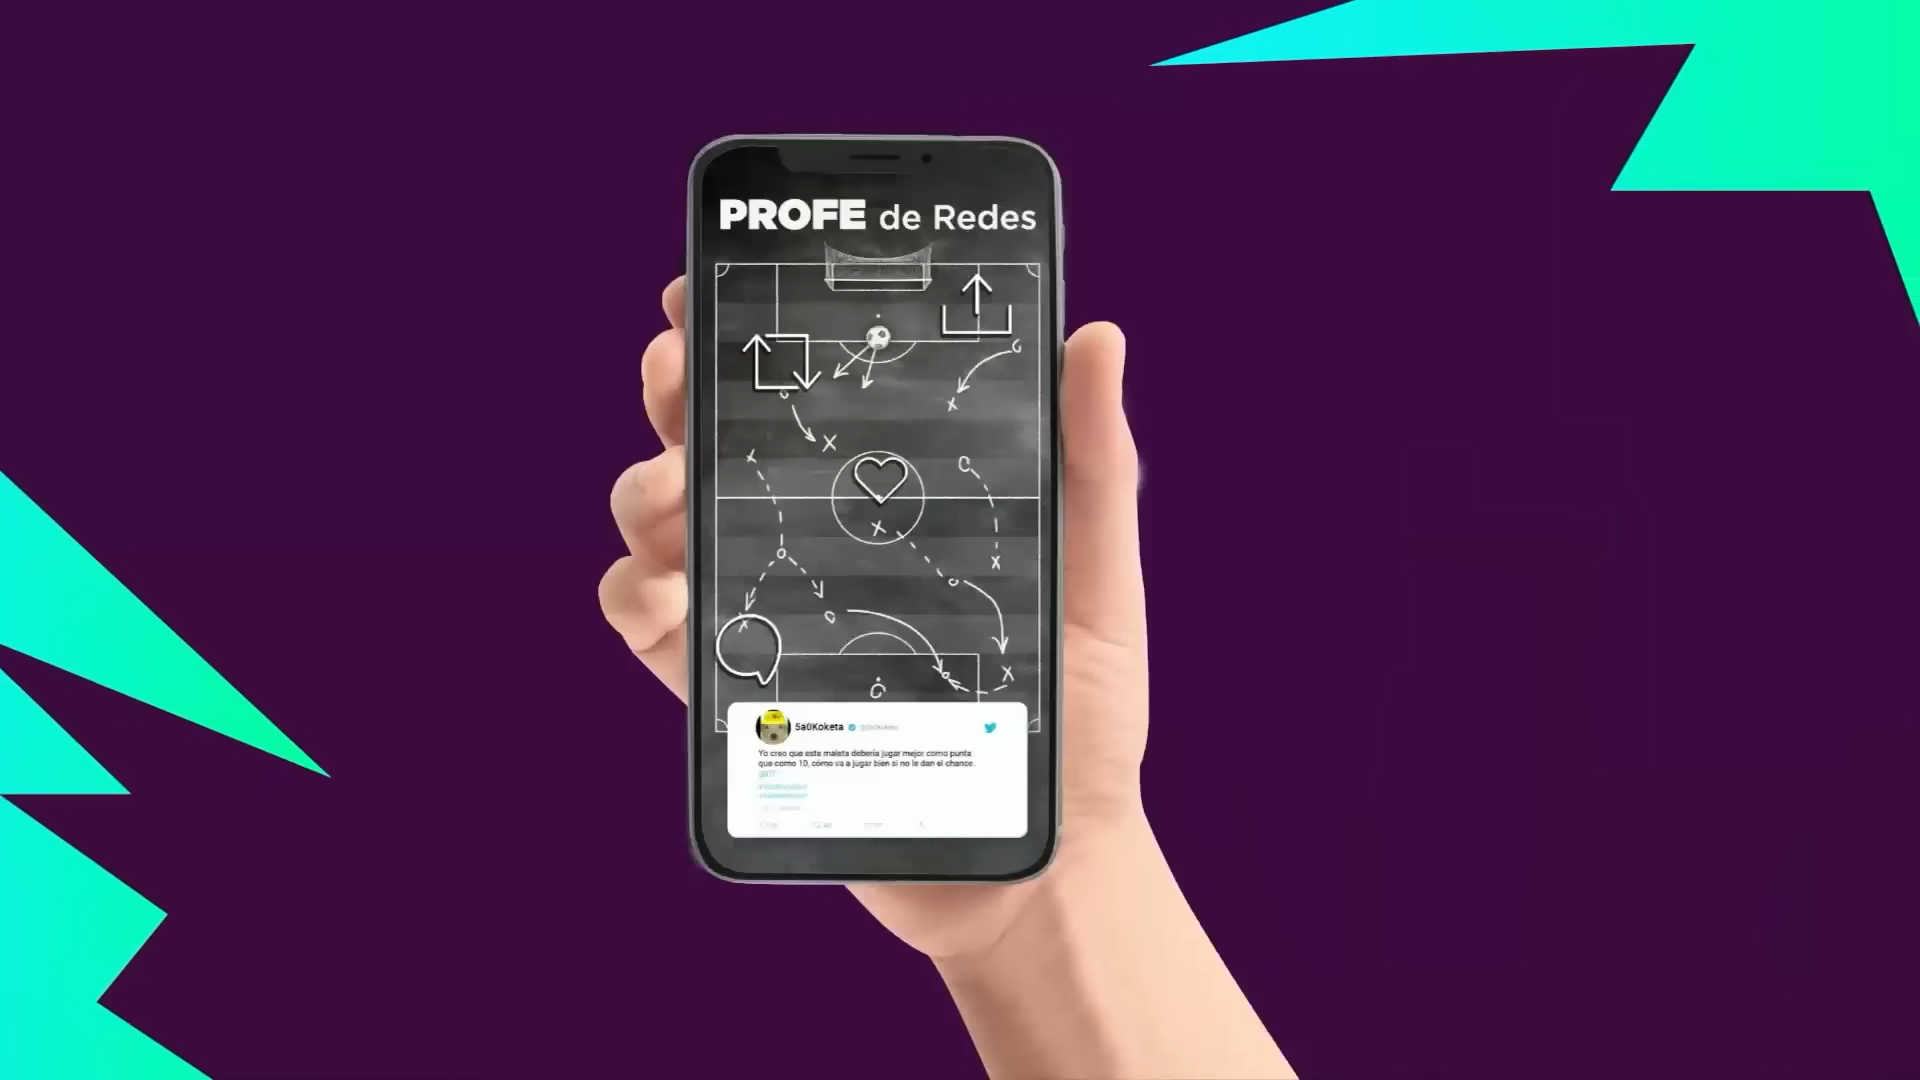 PROFE de Redes
5a0Koketa
Yo creo que este maleta debería jugar mejor como punta
que como 10, cómo va a jugar bien si no le dan el chance.